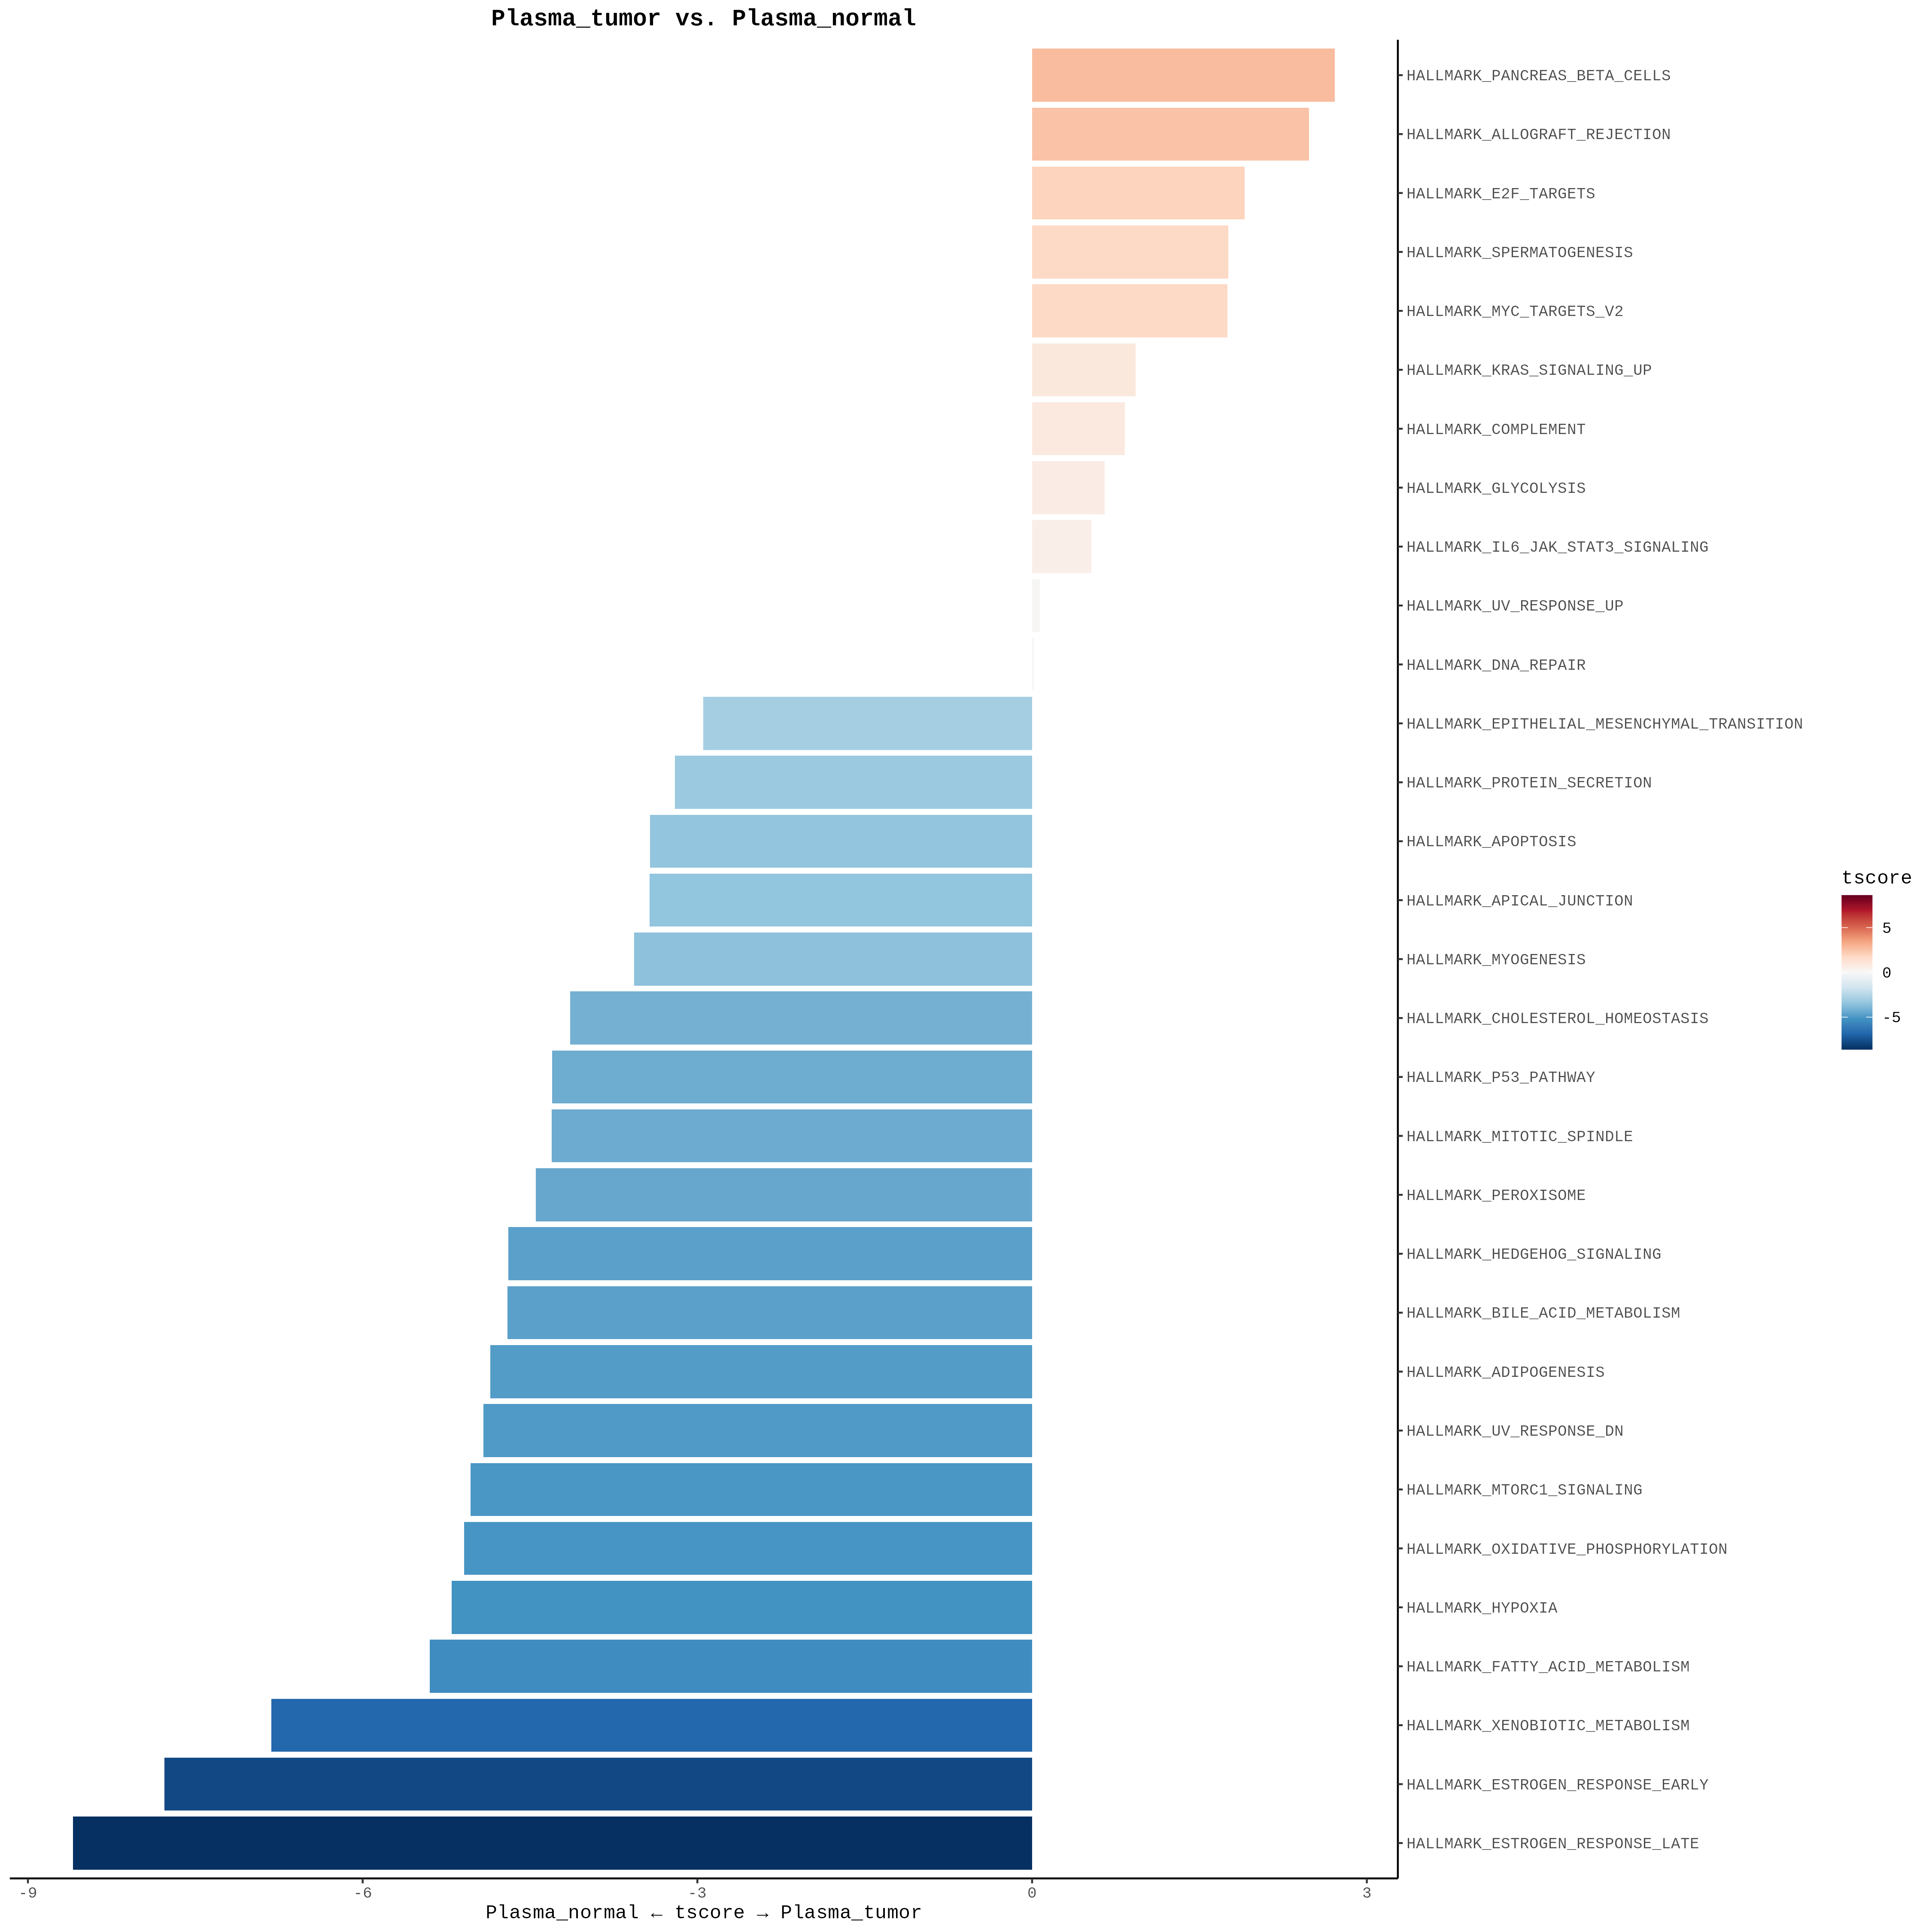 Plasma_tumor vs. Plasma_normal
HALLMARK_PANCREAS_BETA_CELLS
HALLMARK_ALLOGRAFT_REJECTION
HALLMARK_E2F_TARGETS
HALLMARK_SPERMATOGENESIS
HALLMARK_MYC_TARGETS_V2
HALLMARK_KRAS_SIGNALING_UP
HALLMARK_COMPLEMENT
HALLMARK_GLYCOLYSIS
HALLMARK_IL6_JAK_STAT3_SIGNALING
HALLMARK_UV_RESPONSE_UP
HALLMARK_DNA_REPAIR
HALLMARK_EPITHELIAL_MESENCHYMAL_TRANSITION
HALLMARK_PROTEIN_SECRETION
HALLMARK_APOPTOSIS
HALLMARK_APICAL_JUNCTION
HALLMARK_MYOGENESIS
HALLMARK_CHOLESTEROL_HOMEOSTASIS
HALLMARK_P53_PATHWAY
HALLMARK_MITOTIC_SPINDLE
HALLMARK_PEROXISOME
HALLMARK_HEDGEHOG_SIGNALING
HALLMARK_BILE_ACID_METABOLISM
HALLMARK_ADIPOGENESIS
HALLMARK_UV_RESPONSE_DN
HALLMARK_MTORC1_SIGNALING
HALLMARK_OXIDATIVE_PHOSPHORYLATION
HALLMARK_HYPOXIA
HALLMARK_FATTY_ACID_METABOLISM
HALLMARK_XENOBIOTIC_METABOLISM
HALLMARK_ESTROGEN_RESPONSE_EARLY
HALLMARK_ESTROGEN_RESPONSE_LATE
-9 -6 -3 0 3
Plasma_normal ← tscore → Plasma_tumor
tscore
5
0
-5